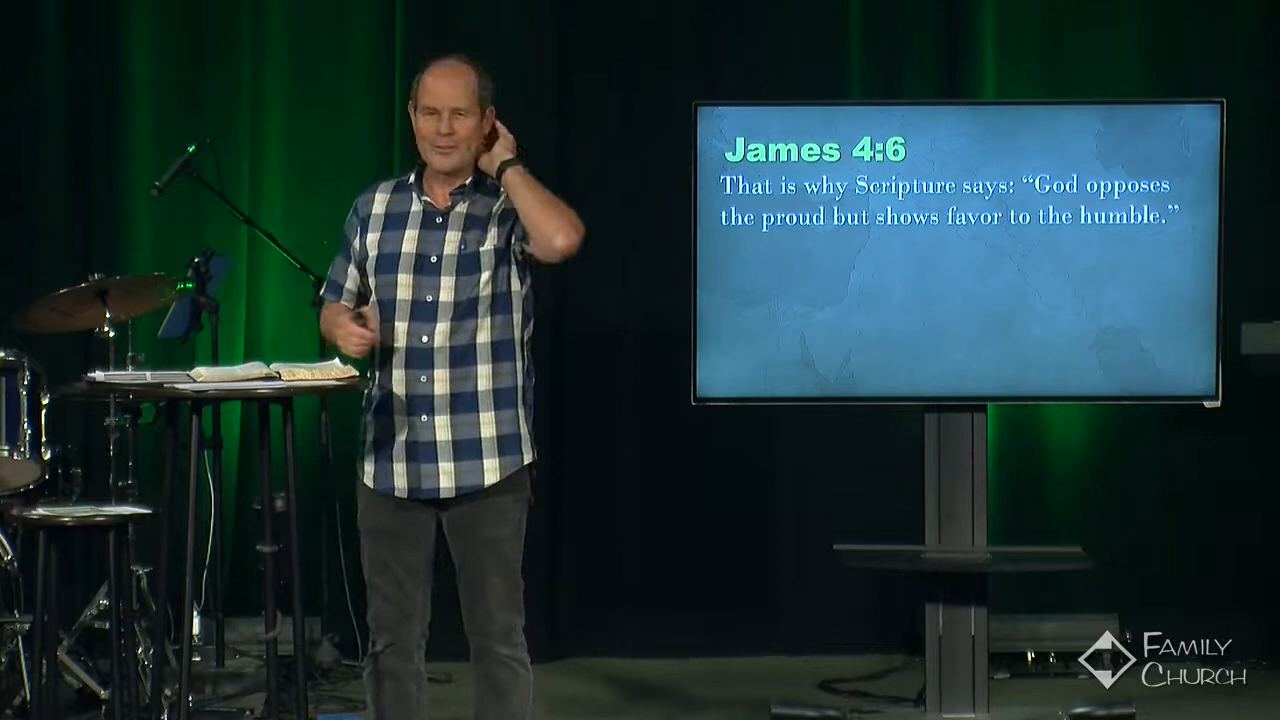 James 4:6
That is why Scripture says: “God opposes
the proud but shows favor to the humble.”
FAMILY
CHURCH